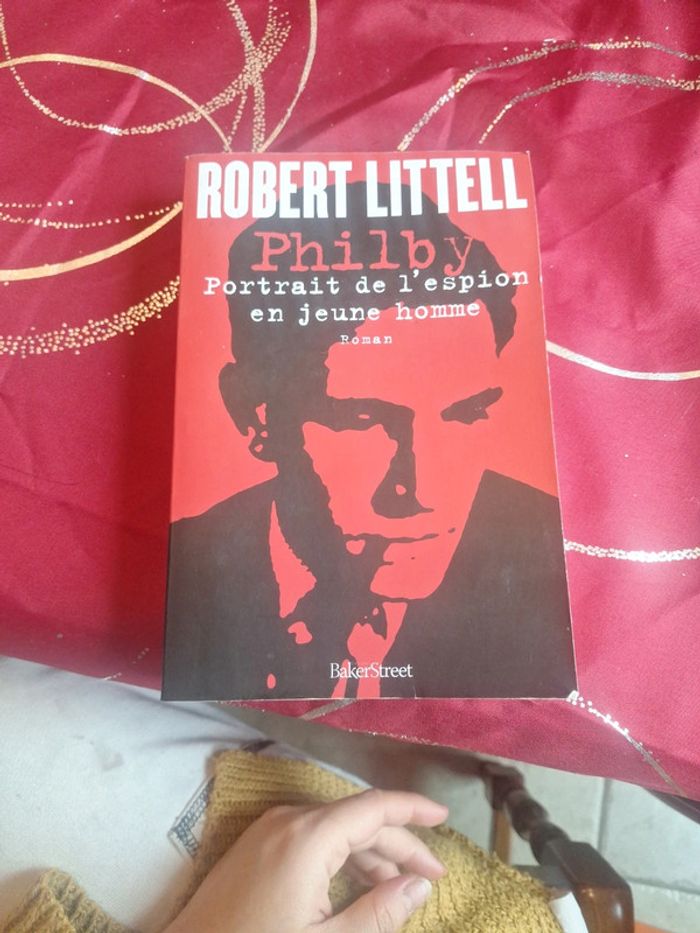 ROBERT LITTELL
Philby
Portrait de l'espion
en jeune homme
Roman
BakerStreet